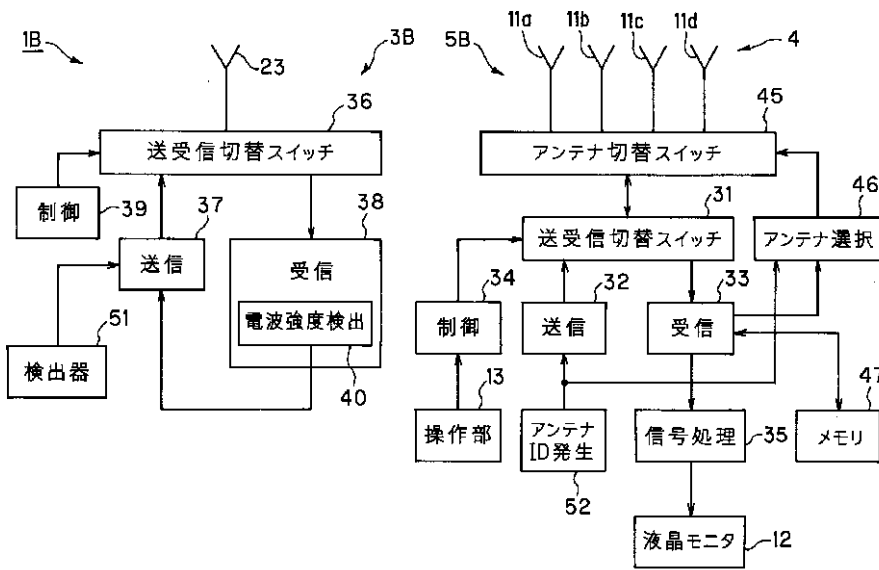 1B
3B
23
36
送受信切替スイッチ
制御
39
37
送信
38
受信
電波強度検出
40
51
検出器
5B
11a
11b
11c
11d
4
45
アンテナ切替スイッチ
46
アンテナ選択
31
送受信切替スイッチ
34
制御
32
送信
33
受信
13
操作部
アンテナ
ID発生
52
信号処理
35
47
メモリ
液晶モニタ
12